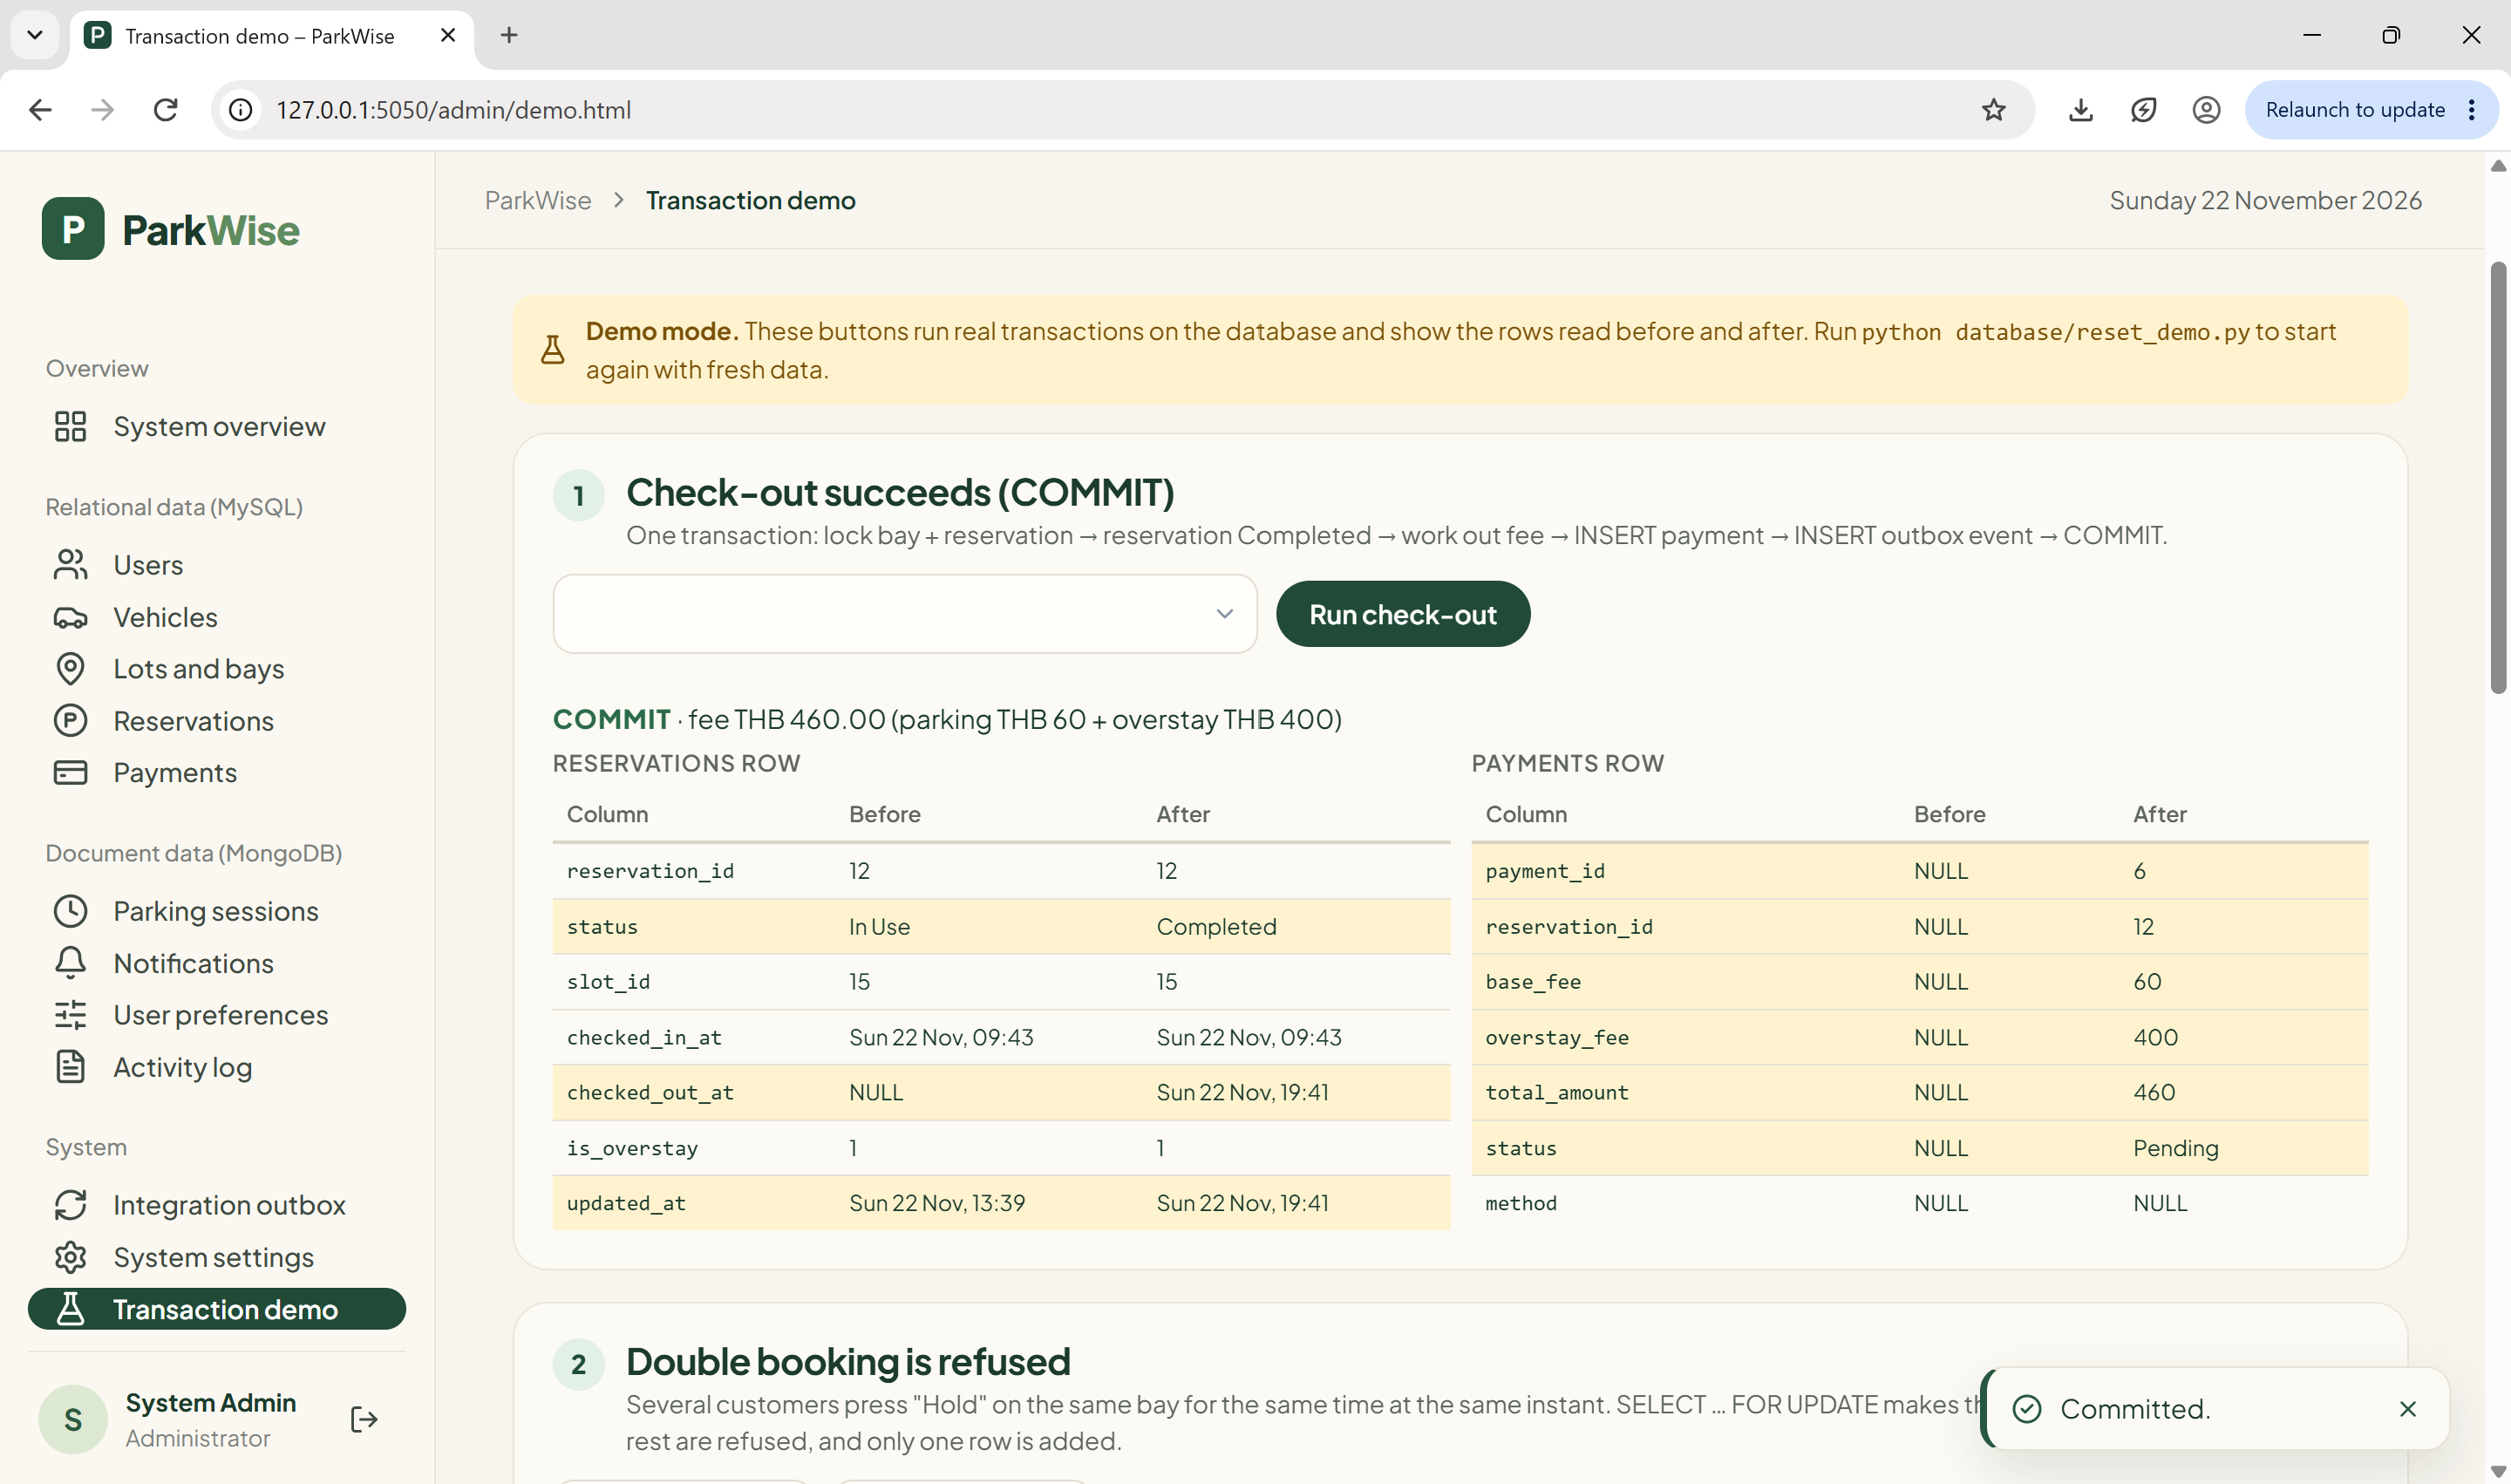 Transaction demo – ParkWise
127.0.0.1:5050/admin/demo.html
Relaunch to update
P ParkWise
Overview
System overview
Relational data (MySQL)
Users
Vehicles
Lots and bays
Reservations
Payments
Document data (MongoDB)
Parking sessions
Notifications
User preferences
Activity log
System
Integration outbox
System settings
Transaction demo
S
System Admin
Administrator
ParkWise > Transaction demo
Sunday 22 November 2026
Demo mode. These buttons run real transactions on the database and show the rows read before and after. Run python database/reset_demo.py to start
again with fresh data.
1 Check-out succeeds (COMMIT)
One transaction: lock bay + reservation → reservation Completed → work out fee → INSERT payment → INSERT outbox event → COMMIT.
Run check-out
COMMIT · fee THB 460.00 (parking THB 60 + overstay THB 400)
RESERVATIONS ROW
Column Before After
reservation_id 12 12
status In Use Completed
slot_id 15 15
checked_in_at Sun 22 Nov, 09:43 Sun 22 Nov, 09:43
checked_out_at NULL Sun 22 Nov, 19:41
is_overstay 1 1
updated_at Sun 22 Nov, 13:39 Sun 22 Nov, 19:41
PAYMENTS ROW
Column Before After
payment_id NULL 6
reservation_id NULL 12
base_fee NULL 60
overstay_fee NULL 400
total_amount NULL 460
status NULL Pending
method NULL NULL
2 Double booking is refused
Several customers press "Hold" on the same bay for the same time at the same instant. SELECT … FOR UPDATE makes
rest are refused, and only one row is added.
Committed.